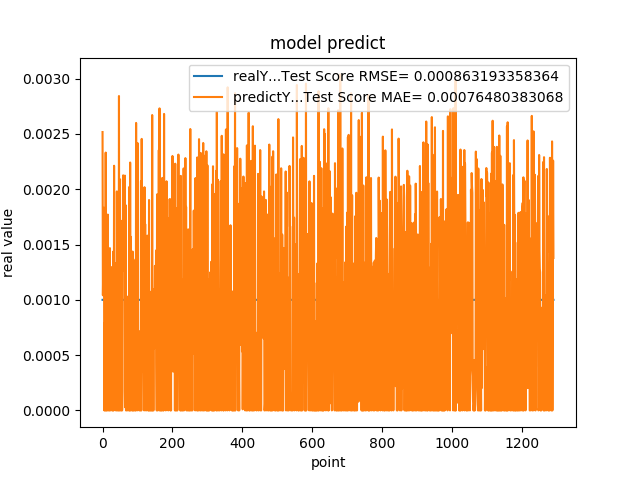 model predict
realY...Test Score RMSE= 0.000863193358364
predictY...Test Score MAE= 0.00076480383068
0.0030
0.0025
0.0020
0.0015
0.0010
0.0005
0.0000
real value
0 200 400 600 800 1000 1200
point